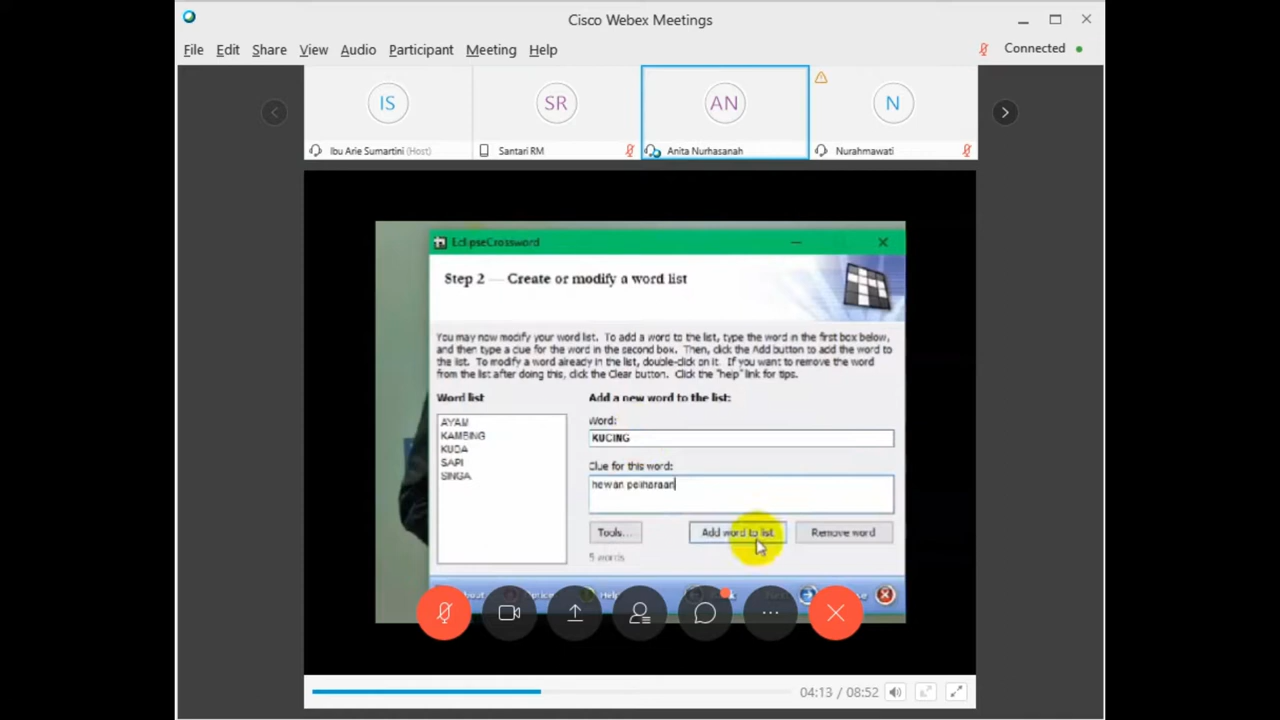 Cisco Webex Meetings
File Edit Share View Audio Participant Meeting Help
Connected
IS
SR
AN
N
Ibu Arie Sumartini (Host)
Santari RM
Anita Nurhasanah
Nurahmawati
EclipseCrossword
Step 2 — Create or modify a word list
You may now modify your word list. To add a word to the list, type the word in the first box below,
and then type a clue for the word in the second box. Then, click the Add button to add the word to
the list. To modify a word already in the list, double-click on it. If you want to remove the word
from the list after doing this, click the Clear button. Click the "help" link for tips.
Word list
Add a new word to the list:
AYAM
KAMBING
KUDA
SAPI
SINGA
Word:
KUCING
Clue for this word:
hewan peliharaan
Tools...
Add word to list
Remove word
5 words
04:13 / 08:52